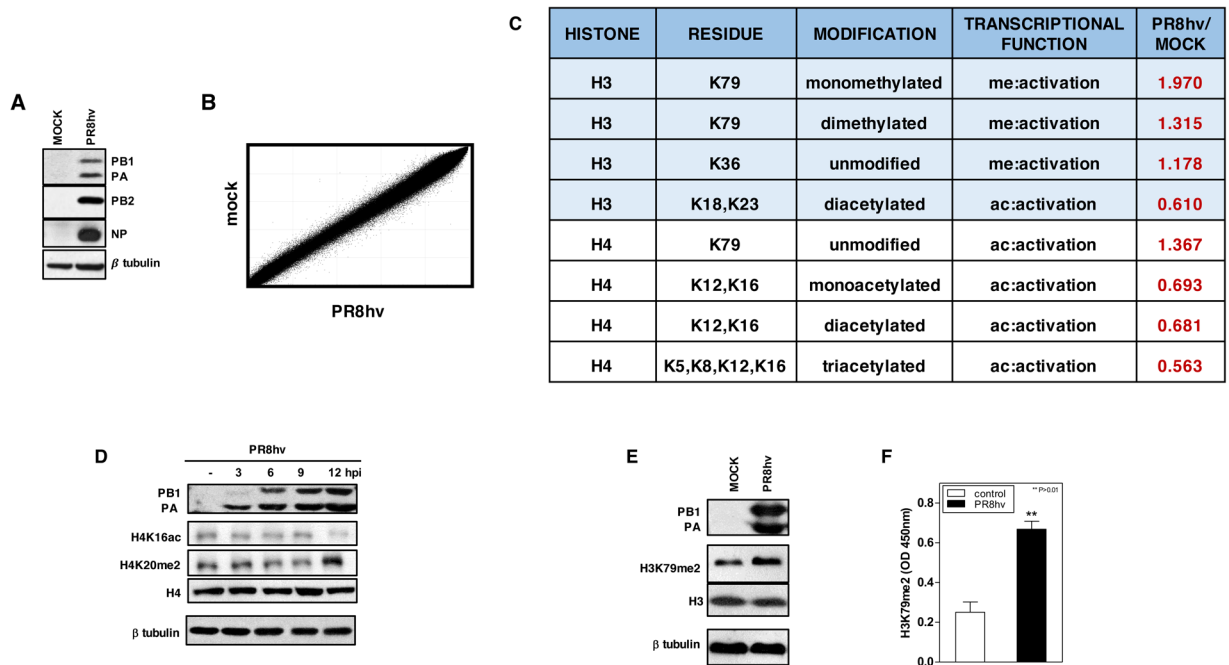 A
MOCK
PR8hv
PB1
PA
PB2
NP
β tubulin
B
mock
PR8hv
C
HISTONE RESIDUE MODIFICATION TRANSCRIPTIONAL FUNCTION PR8hv/ MOCK
H3 K79 monomethylated me:activation 1.970
H3 K79 dimethylated me:activation 1.315
H3 K36 unmodified me:activation 1.178
H3 K18,K23 diacetylated ac:activation 0.610
H4 K79 unmodified ac:activation 1.367
H4 K12,K16 monoacetylated ac:activation 0.693
H4 K12,K16 diacetylated ac:activation 0.681
H4 K5,K8,K12,K16 triacetylated ac:activation 0.563
D
PR8hv
- 3 6 9 12 hpi
PB1
PA
H4K16ac
H4K20me2
H4
β tubulin
E
MOCK
PR8hv
PB1
PA
H3K79me2
H3
β tubulin
F
control
PR8hv
** P>0.01
**
H3K79me2 (OD 450nm)
0.8
0.6
0.4
0.2
0.0